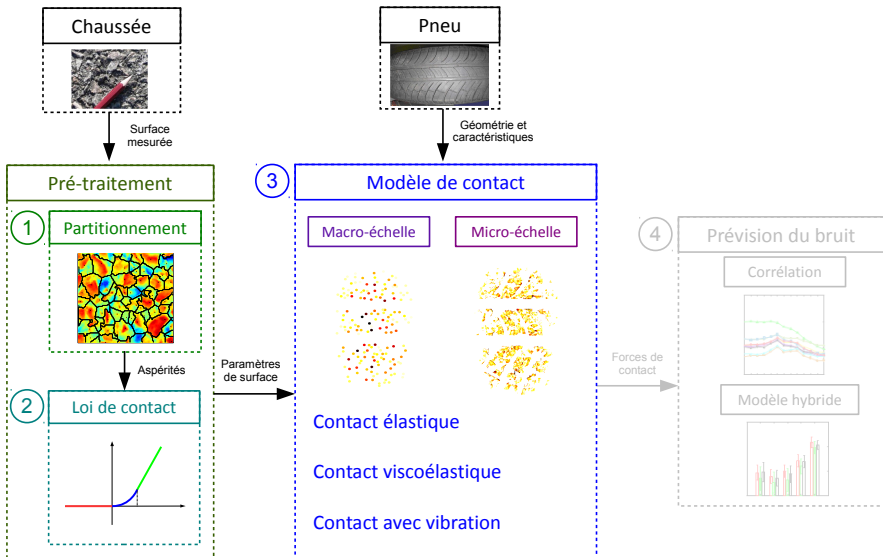 Chaussée
Pneu
Surface
mesurée
Géométrie et
caractéristiques
Pré-traitement
1
Partitionnement
Aspérités
2
Loi de contact
Paramètres
de surface
3
Modèle de contact
Macro-échelle
Micro-échelle
Contact élastique
Contact viscoélastique
Contact avec vibration
Forces de
contact
4
Prévision du bruit
Corrélation
Modèle hybride